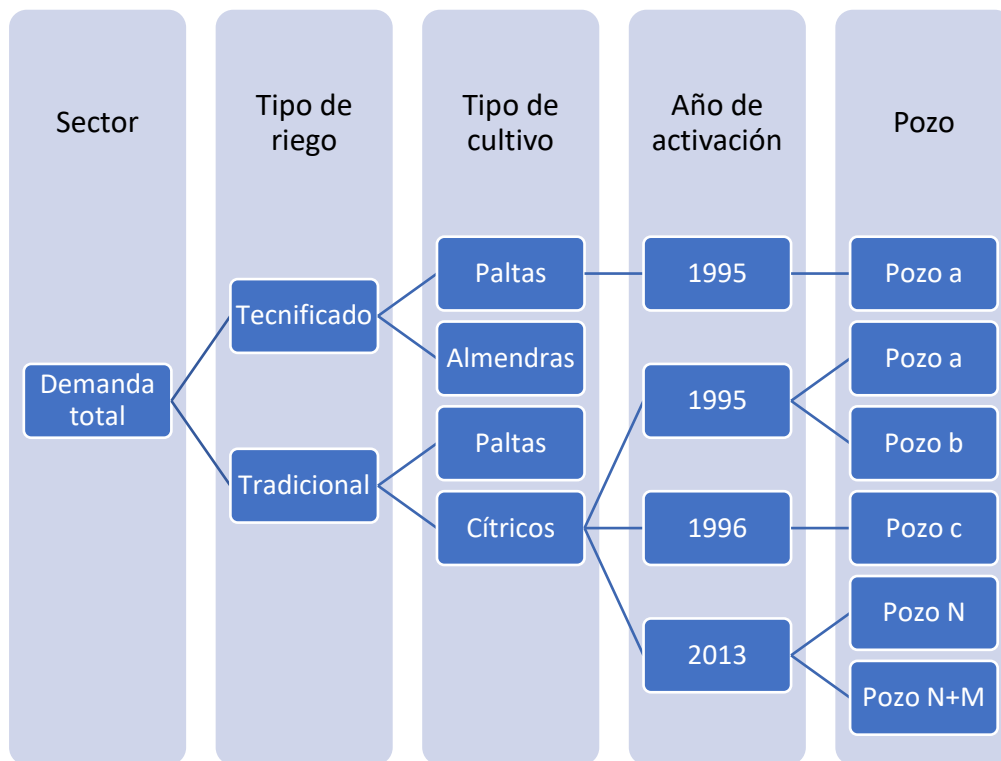 Sector
Tipo de
riego
Tipo de
cultivo
Año de
activación
Pozo
Demanda
total
Tecnificado
Tradicional
Paltas
Almendras
Paltas
Cítricos
1995
1995
1996
2013
Pozo a
Pozo a
Pozo b
Pozo c
Pozo N
Pozo N+M